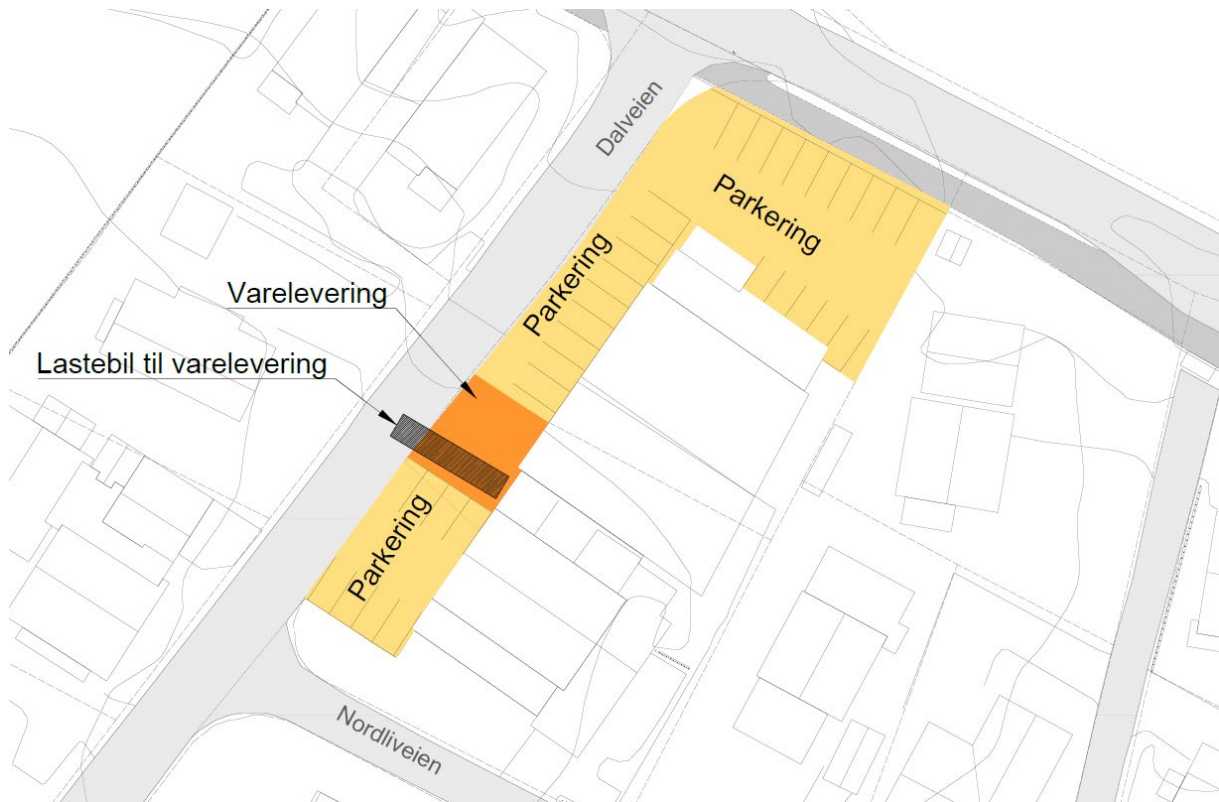 Dalveien
Parkering
Parkering
Varelevering
Lastebil til varelevering
Parkering
Nordliveien